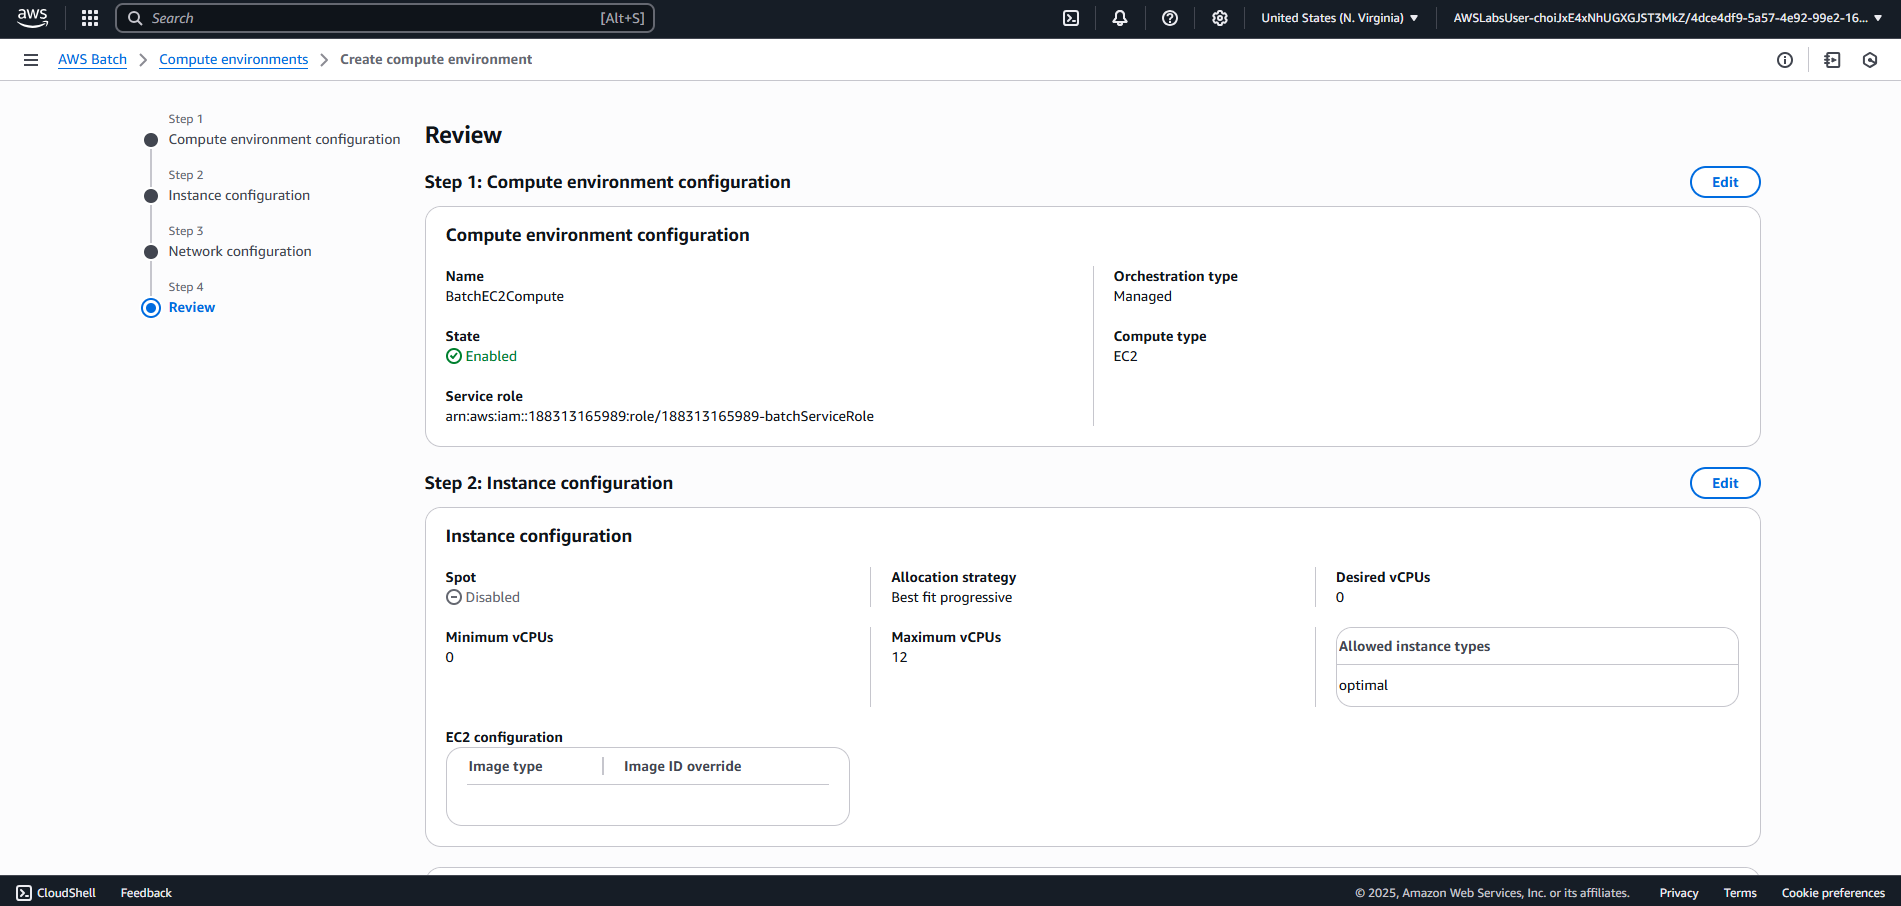 aws
Search
[Alt+S]
United States (N. Virginia)
AWSLabsUser-choiJxE4xNhUGXGJST3MkZ/4dce4df9-5a57-4e92-99e2-16...
AWS Batch
Compute environments
Create compute environment
Step 1
Compute environment configuration
Step 2
Instance configuration
Step 3
Network configuration
Step 4
Review
Review
Step 1: Compute environment configuration
Edit
Compute environment configuration
Name
BatchEC2Compute
State
Enabled
Service role
arn:aws:iam::188313165989:role/188313165989-batchServiceRole
Orchestration type
Managed
Compute type
EC2
Step 2: Instance configuration
Edit
Instance configuration
Spot
Disabled
Allocation strategy
Best fit progressive
Desired vCPUs
0
Minimum vCPUs
0
Maximum vCPUs
12
Allowed instance types
optimal
EC2 configuration
Image type
Image ID override
CloudShell
Feedback
© 2025, Amazon Web Services, Inc. or its affiliates.
Privacy
Terms
Cookie preferences